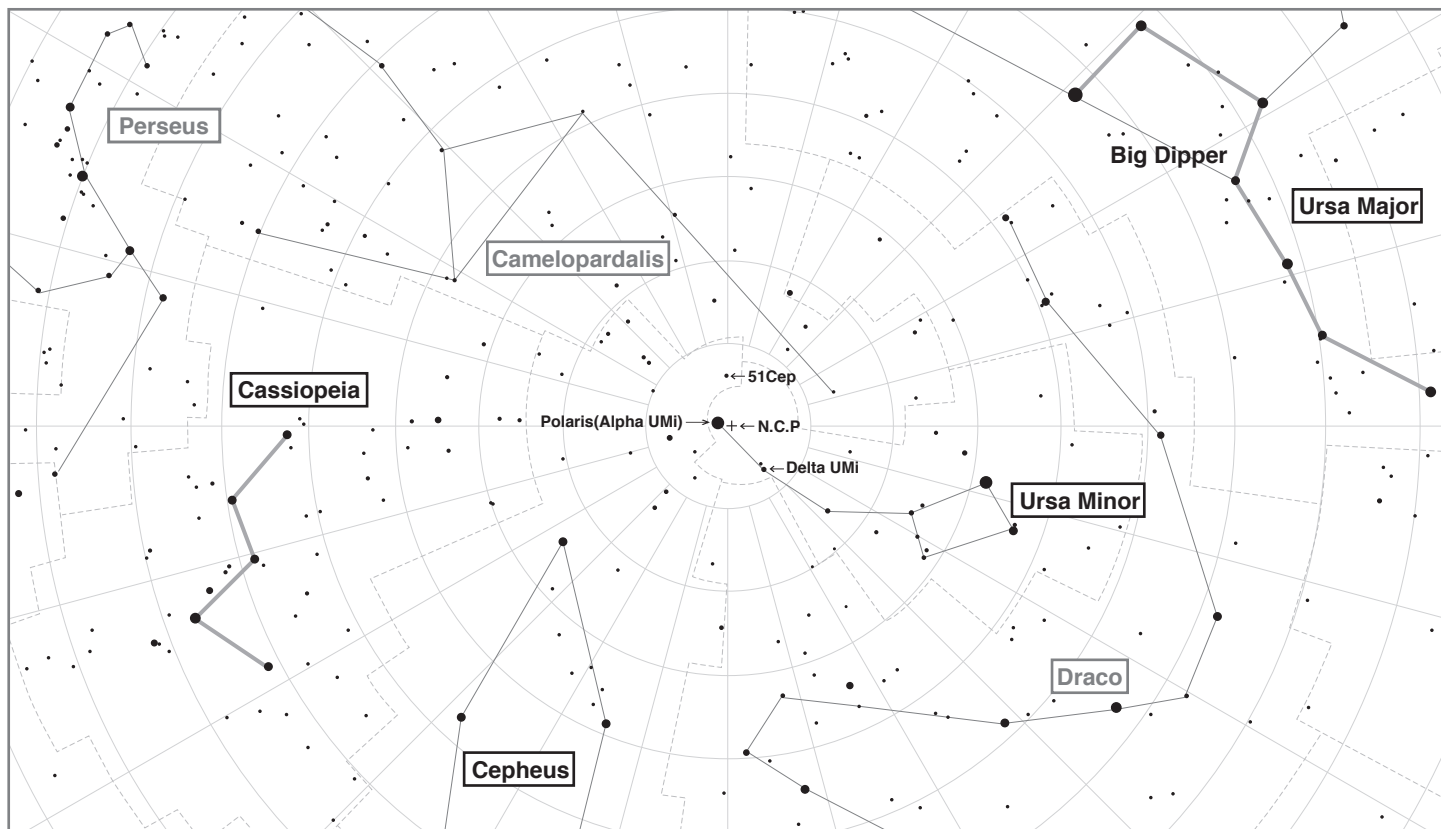 Perseus
Big Dipper
Ursa Major
Camelopardalis
Cassiopeia
←51Cep
Polaris(Alpha UMi)→
←N.C.P
←Delta UMi
Ursa Minor
Draco
Cepheus